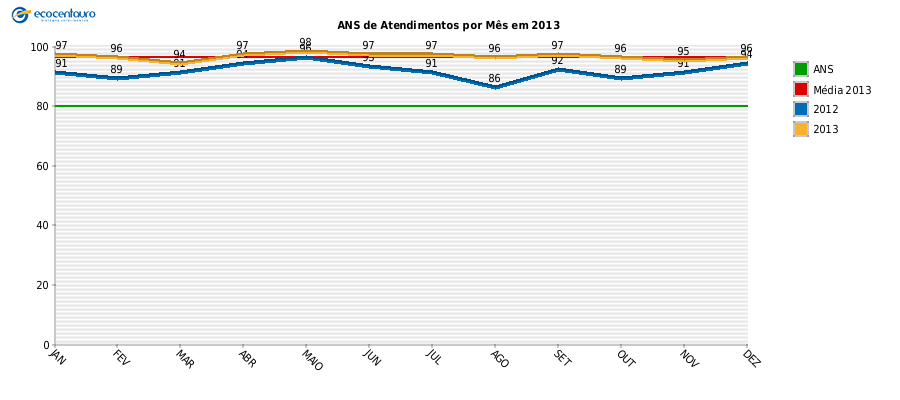 ecocentauro
ANS de Atendimentos por Mês em 2013
100
80
60
40
20
0
97 96 94 97 98 97 97 96 97 96 95 96
91 89 91 94 96 93 91 86 92 89 91 94
JAN FEV MAR ABR MAIO JUN JUL AGO SET OUT NOV DEZ
ANS
Média 2013
2012
2013